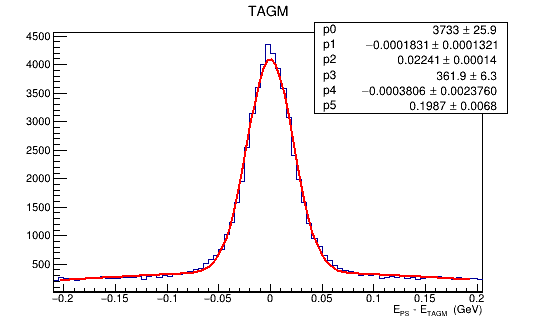 TAGM
p0 3733 ± 25.9
p1 −0.0001831 ± 0.0001321
p2 0.02241 ± 0.00014
p3 361.9 ± 6.3
p4 −0.0003806 ± 0.0023760
p5 0.1987 ± 0.0068
4500
4000
3500
3000
2500
2000
1500
1000
500
−0.2 −0.15 −0.1 −0.05 0 0.05 0.1 0.15 0.2
E_PS - E_TAGM (GeV)